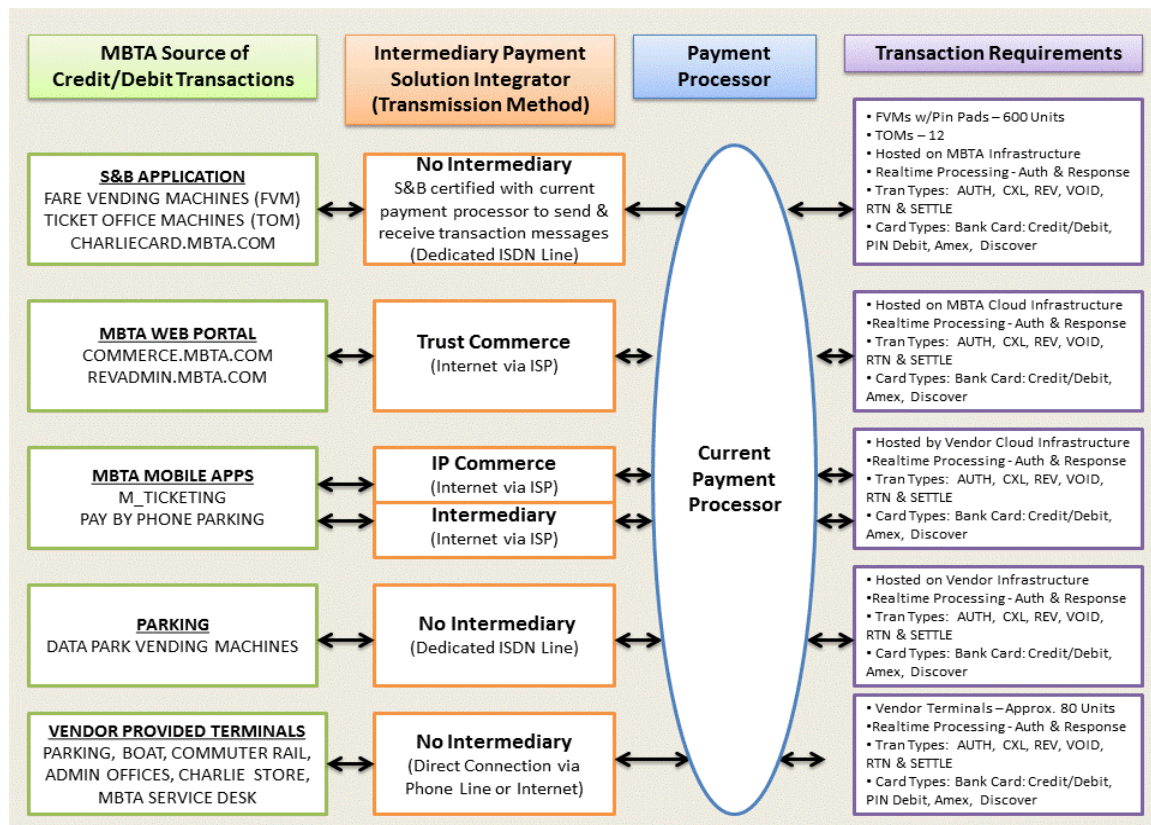 MBTA Source of
Credit/Debit Transactions
Intermediary Payment
Solution Integrator
(Transmission Method)
Payment
Processor
Transaction Requirements
S&B APPLICATION
FARE VENDING MACHINES (FVM)
TICKET OFFICE MACHINES (TOM)
CHARLIECARD.MBTA.COM
No Intermediary
S&B certified with current
payment processor to send &
receive transaction messages
(Dedicated ISDN Line)
• FVMs w/Pin Pads – 600 Units
• TOMs – 12
• Hosted on MBTA Infrastructure
• Realtime Processing - Auth & Response
• Tran Types: AUTH, CXL, REV, VOID,
RTN & SETTLE
• Card Types: Bank Card: Credit/Debit,
PIN Debit, Amex, Discover
MBTA WEB PORTAL
COMMERCE.MBTA.COM
REVADMIN.MBTA.COM
Trust Commerce
(Internet via ISP)
• Hosted on MBTA Cloud Infrastructure
•Realtime Processing - Auth & Response
• Tran Types: AUTH, CXL, REV, VOID,
RTN & SETTLE
• Card Types: Bank Card: Credit/Debit,
Amex, Discover
MBTA MOBILE APPS
M_TICKETING
PAY BY PHONE PARKING
IP Commerce
(Internet via ISP)
Intermediary
(Internet via ISP)
Current
Payment
Processor
• Hosted by Vendor Cloud Infrastructure
•Realtime Processing - Auth & Response
• Tran Types: AUTH, CXL, REV, VOID,
RTN & SETTLE
• Card Types: Bank Card: Credit/Debit,
Amex, Discover
PARKING
DATA PARK VENDING MACHINES
No Intermediary
(Dedicated ISDN Line)
• Hosted on Vendor Infrastructure
•Realtime Processing - Auth & Response
• Tran Types: AUTH, CXL, REV, VOID,
RTN & SETTLE
• Card Types: Bank Card: Credit/Debit,
Amex, Discover
VENDOR PROVIDED TERMINALS
PARKING, BOAT, COMMUTER RAIL,
ADMIN OFFICES, CHARLIE STORE,
MBTA SERVICE DESK
No Intermediary
(Direct Connection via
Phone Line or Internet)
• Vendor Terminals – Approx. 80 Units
•Realtime Processing - Auth & Response
• Tran Types: AUTH, CXL, REV, VOID,
RTN & SETTLE
• Card Types: Bank Card: Credit/Debit,
PIN Debit, Amex, Discover